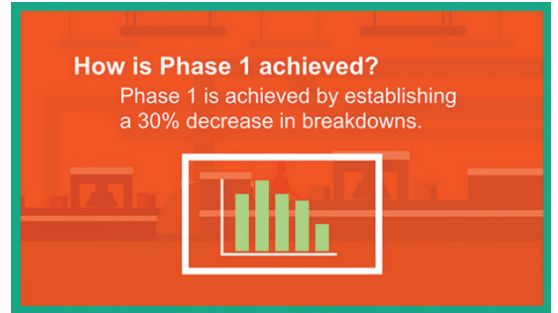 How is Phase 1 achieved?
Phase 1 is achieved by establishing
a 30% decrease in breakdowns.